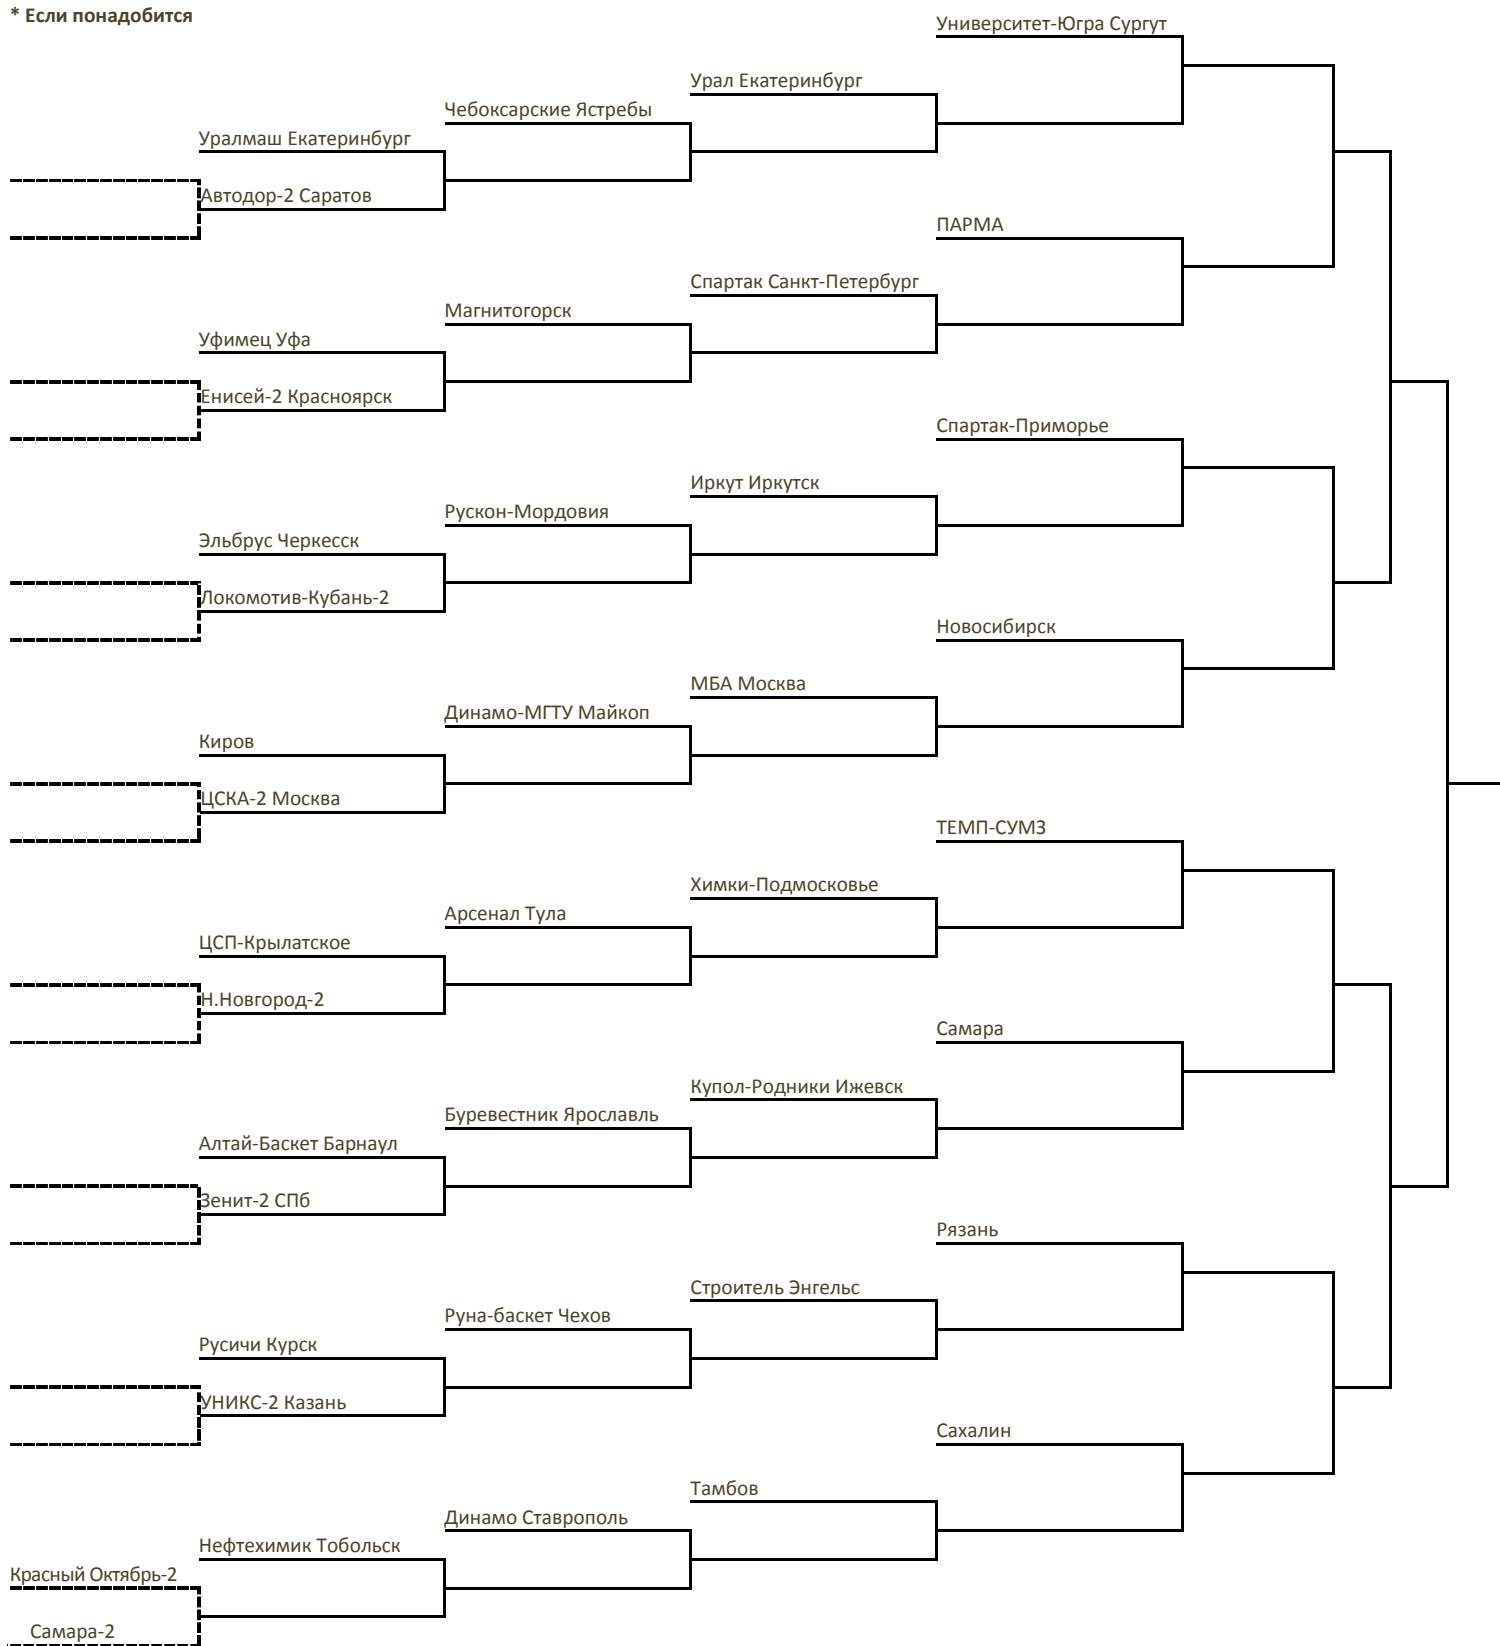 * Если понадобится
Университет-Югра Сургут
Урал Екатеринбург
Чебоксарские Ястребы
Уралмаш Екатеринбург
Автодор-2 Саратов
ПАРМА
Спартак Санкт-Петербург
Магнитогорск
Уфимец Уфа
Енисей-2 Красноярск
Спартак-Приморье
Иркут Иркутск
Рускон-Мордовия
Эльбрус Черкесск
Локомотив-Кубань-2
Новосибирск
МБА Москва
Динамо-МГТУ Майкоп
Киров
ЦСКА-2 Москва
ТЕМП-СУМЗ
Химки-Подмосковье
Арсенал Тула
ЦСП-Крылатское
Н.Новгород-2
Самара
Купол-Родники Ижевск
Буревестник Ярославль
Алтай-Баскет Барнаул
Зенит-2 СПб
Рязань
Строитель Энгельс
Руна-баскет Чехов
Русичи Курск
УНИКС-2 Казань
Сахалин
Тамбов
Динамо Ставрополь
Нефтехимик Тобольск
Красный Октябрь-2
Самара-2